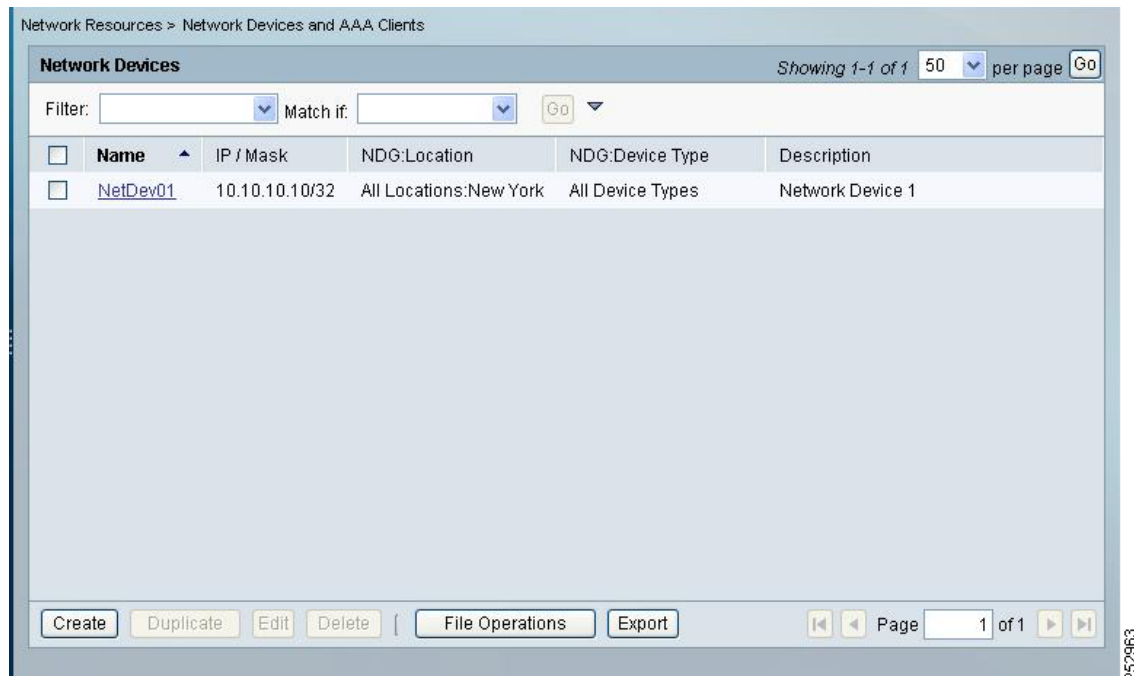 Network Resources > Network Devices and AAA Clients
Network Devices
Showing 1-1 of 1 50 per page Go
Filter: Match if: Go
Name IP / Mask NDG:Location NDG:Device Type Description
NetDev01 10.10.10.10/32 All Locations:New York All Device Types Network Device 1
Create Duplicate Edit Delete | File Operations Export Page 1 of 1
252963